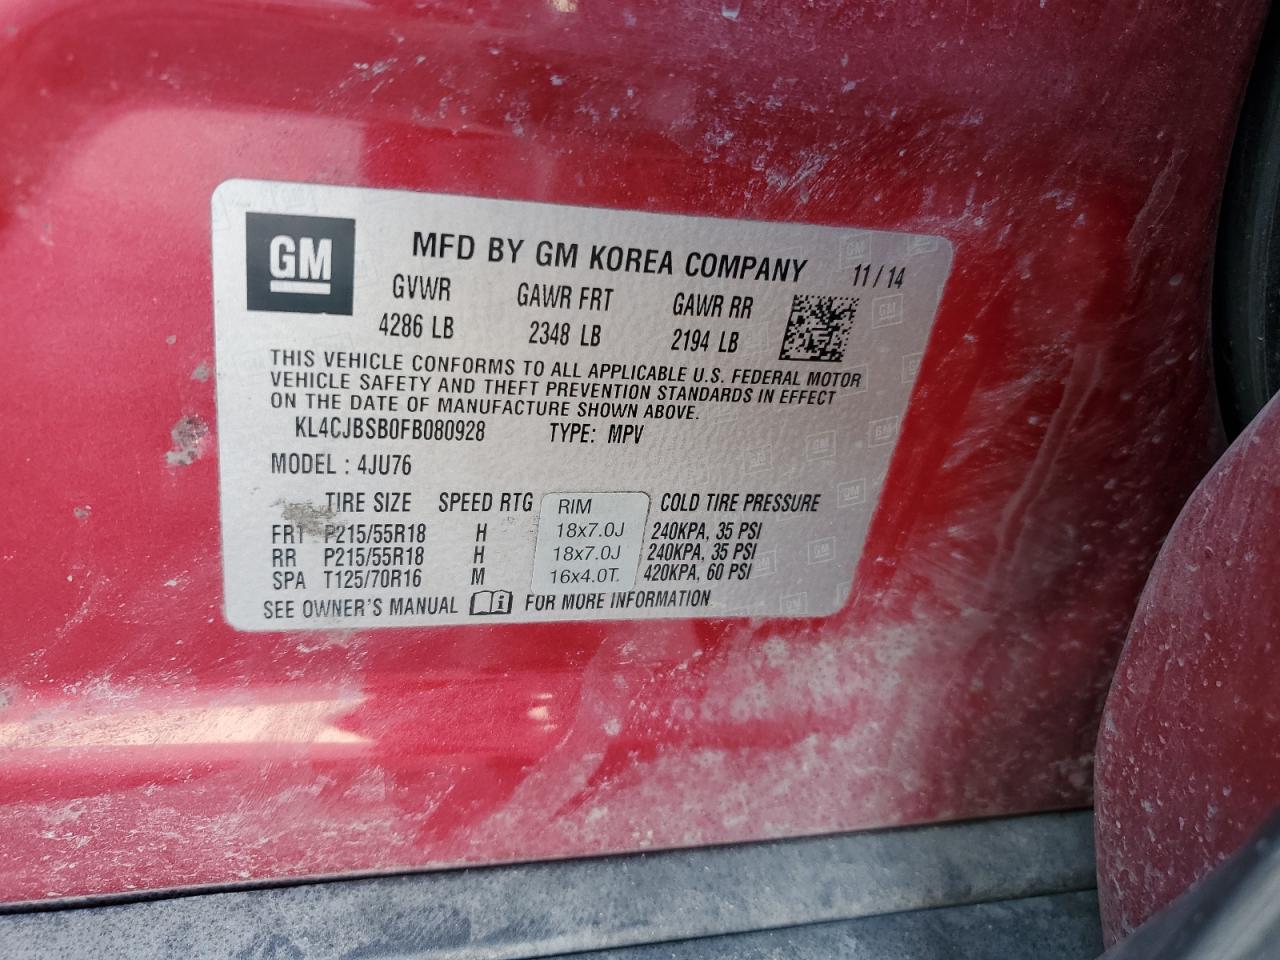 GM
MFD BY GM KOREA COMPANY 11 / 14
GVWR GAWR FRT GAWR RR
4286 LB 2348 LB 2194 LB
THIS VEHICLE CONFORMS TO ALL APPLICABLE U.S. FEDERAL MOTOR
VEHICLE SAFETY AND THEFT PREVENTION STANDARDS IN EFFECT
ON THE DATE OF MANUFACTURE SHOWN ABOVE.
KL4CJBSB0FB080928 TYPE: MPV
MODEL : 4JU76
TIRE SIZE SPEED RTG RIM COLD TIRE PRESSURE
FRT P215/55R18 H 18x7.0J 240KPA, 35 PSI
RR P215/55R18 H 18x7.0J 240KPA, 35 PSI
SPA T125/70R16 M 16x4.0T. 420KPA, 60 PSI
SEE OWNER'S MANUAL i FOR MORE INFORMATION